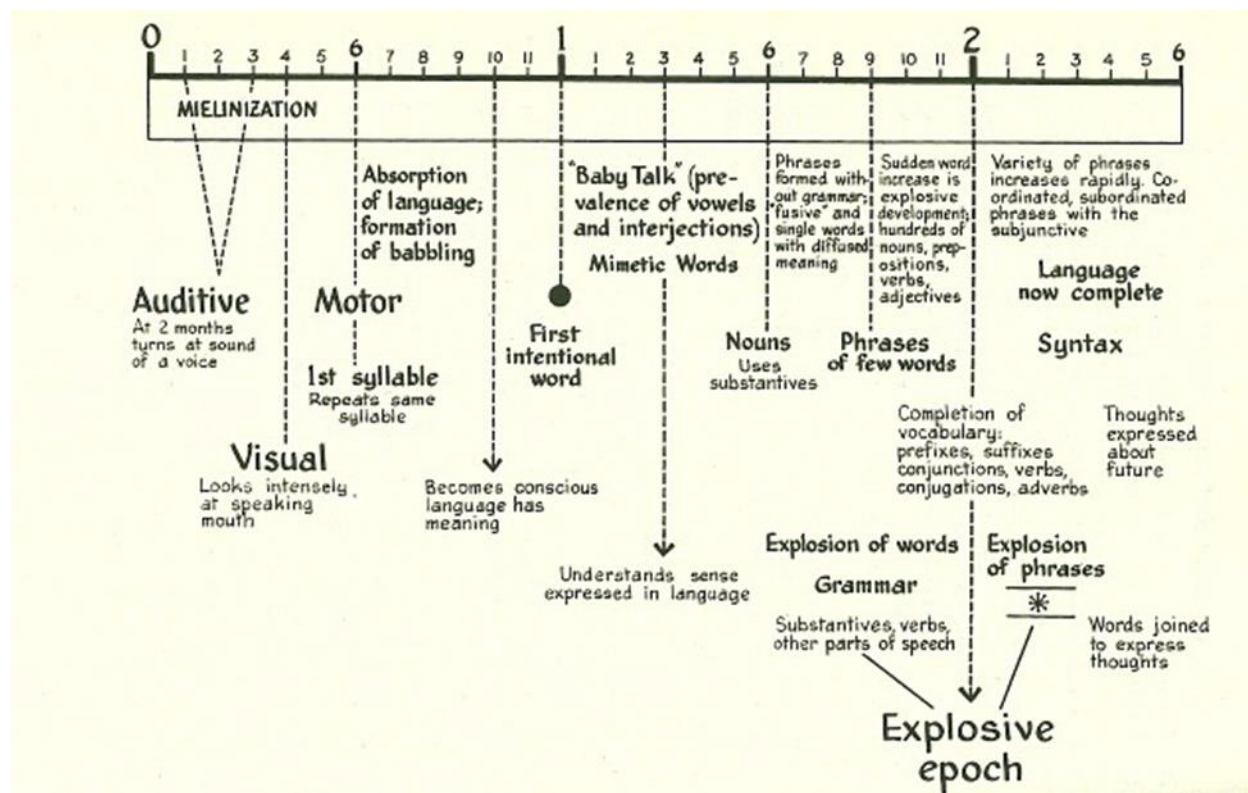 0 1 2 3 4 5 6 7 8 9 10 11 1 1 2 3 4 5 6 7 8 9 10 11 2 1 2 3 4 5 6
MIELINIZATION
Absorption
of language;
formation
of babbling
"Baby Talk" (pre-
valence of vowels
and interjections)
Mimetic Words
Phrases
formed with-
out grammar;
"fusive" and
single words
with diffused
meaning
Sudden word
increase is
explosive
development;
hundreds of
nouns, prep-
ositions,
verbs,
adjectives
Variety of phrases
increases rapidly. Co-
ordinated, subordinated
phrases with the
subjunctive
Language
now complete
Auditive
At 2 months
turns at sound
of a voice
Motor
First
intentional
word
Nouns
Uses
substantives
Phrases
of few words
Syntax
1st syllable
Repeats same
syllable
Completion of
vocabulary:
prefixes, suffixes
conjunctions, verbs,
conjugations, adverbs
Thoughts
expressed
about
future
Visual
Looks intensely
at speaking
mouth
Becomes conscious
language has
meaning
Understands sense
expressed in language
Explosion of words
Grammar
Substantives, verbs,
other parts of speech
Explosion
of phrases
*
Words joined
to express
thoughts
Explosive
epoch